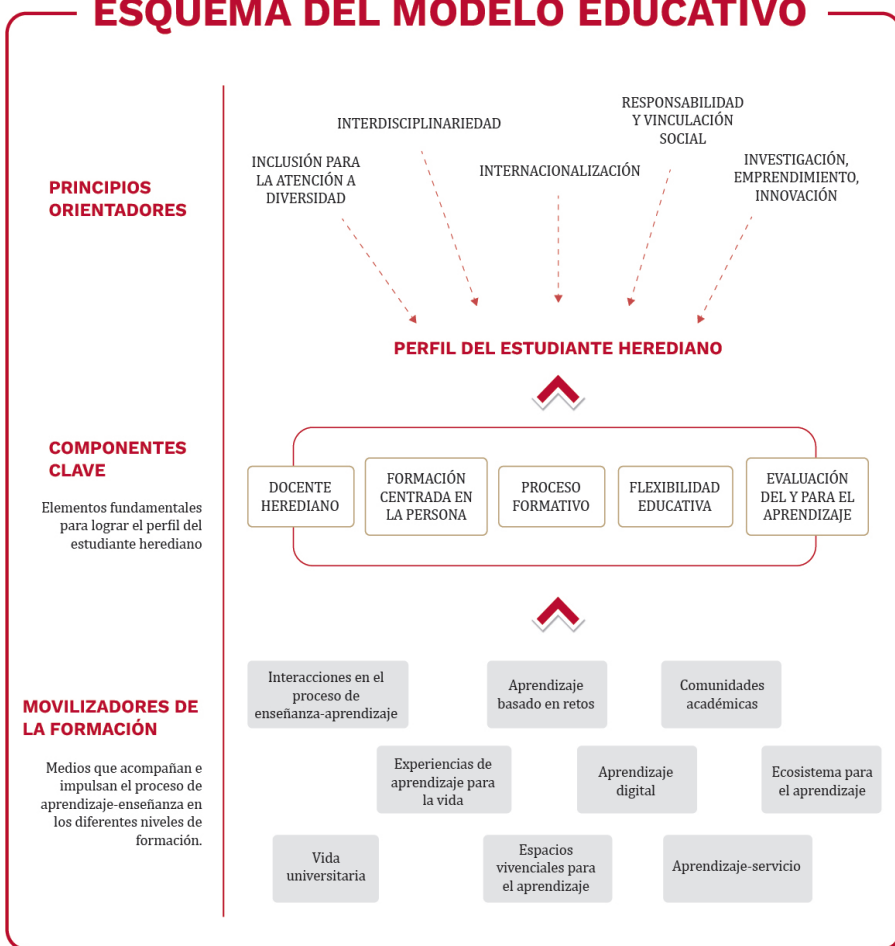 ESQUEMA DEL MODELO EDUCATIVO
PRINCIPIOS
ORIENTADORES
INTERDISCIPLINARIEDAD
RESPONSABILIDAD
Y VINCULACIÓN
SOCIAL
INCLUSIÓN PARA
LA ATENCIÓN A
DIVERSIDAD
INTERNACIONALIZACIÓN
INVESTIGACIÓN,
EMPRENDIMIENTO,
INNOVACIÓN
PERFIL DEL ESTUDIANTE HEREDIANO
COMPONENTES
CLAVE
Elementos fundamentales
para lograr el perfil del
estudiante herediano
DOCENTE
HEREDIANO
FORMACIÓN
CENTRADA EN
LA PERSONA
PROCESO
FORMATIVO
FLEXIBILIDAD
EDUCATIVA
EVALUACIÓN
DEL Y PARA EL
APRENDIZAJE
MOVILIZADORES DE
LA FORMACIÓN
Medios que acompañan e
impulsan el proceso de
aprendizaje-enseñanza en
los diferentes niveles de
formación.
Interacciones en el
proceso de
enseñanza-aprendizaje
Aprendizaje
basado en retos
Comunidades
académicas
Experiencias de
aprendizaje para
la vida
Aprendizaje
digital
Ecosistema para
el aprendizaje
Vida
universitaria
Espacios
vivenciales para
el aprendizaje
Aprendizaje-servicio